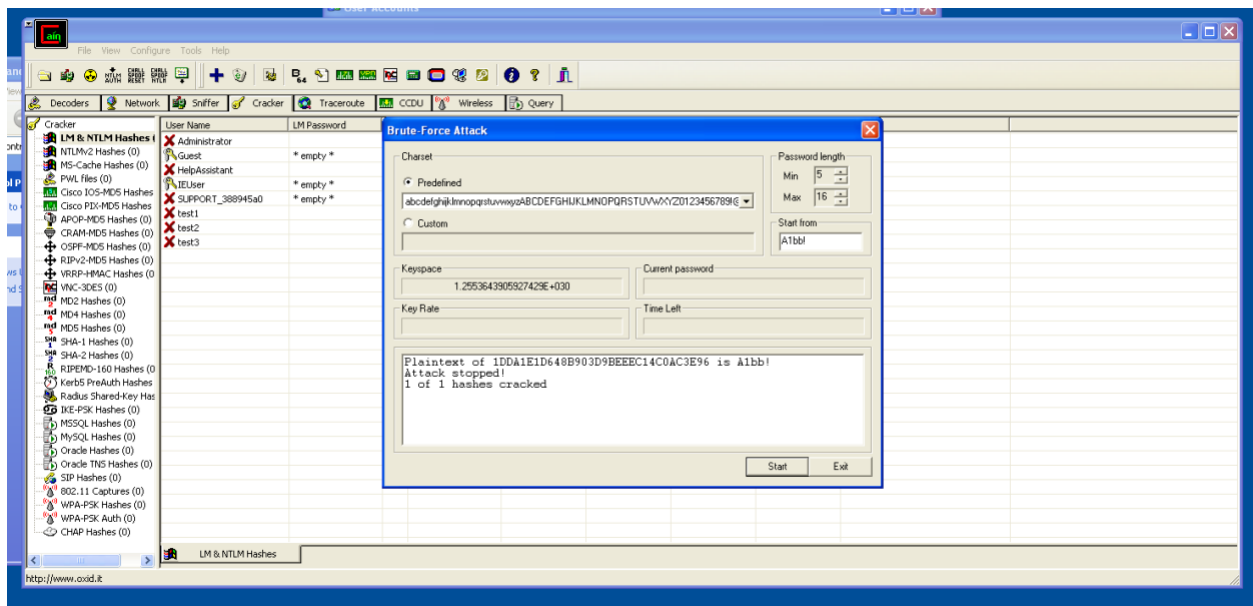 User Accounts
ain
File View Configure Tools Help
Decoders Network Sniffer Cracker Traceroute CCDU Wireless Query
Cracker
LM & NTLM Hashes (
NTLMv2 Hashes (0)
MS-Cache Hashes (0)
PWL files (0)
Cisco IOS-MD5 Hashes
Cisco PIX-MD5 Hashes
APOP-MD5 Hashes (0)
CRAM-MD5 Hashes (0)
OSPF-MD5 Hashes (0)
RIPv2-MD5 Hashes (0)
VRRP-HMAC Hashes (0
VNC-3DES (0)
MD2 Hashes (0)
MD4 Hashes (0)
MD5 Hashes (0)
SHA-1 Hashes (0)
SHA-2 Hashes (0)
RIPEMD-160 Hashes (0
Kerb5 PreAuth Hashes
Radius Shared-Key Has
IKE-PSK Hashes (0)
MSSQL Hashes (0)
MySQL Hashes (0)
Oracle Hashes (0)
Oracle TNS Hashes (0)
SIP Hashes (0)
802.11 Captures (0)
WPA-PSK Hashes (0)
WPA-PSK Auth (0)
CHAP Hashes (0)
User Name LM Password
Administrator
Guest * empty *
HelpAssistant
IEUser * empty *
SUPPORT_388945a0 * empty *
test1
test2
test3
Brute-Force Attack
Charset
Predefined
abcdefghijklmnopqrstuvwxyzABCDEFGHIJKLMNOPQRSTUVWXYZ0123456789!@
Custom
Password length
Min 5
Max 16
Start from
A1bb!
Keyspace
1.2553643905927429E+030
Current password
Key Rate
Time Left
Plaintext of 1DDA1E1D648B903D9BEEEC14C0AC3E96 is A1bb!
Attack stopped!
1 of 1 hashes cracked
Start Exit
LM & NTLM Hashes
http://www.oxid.it